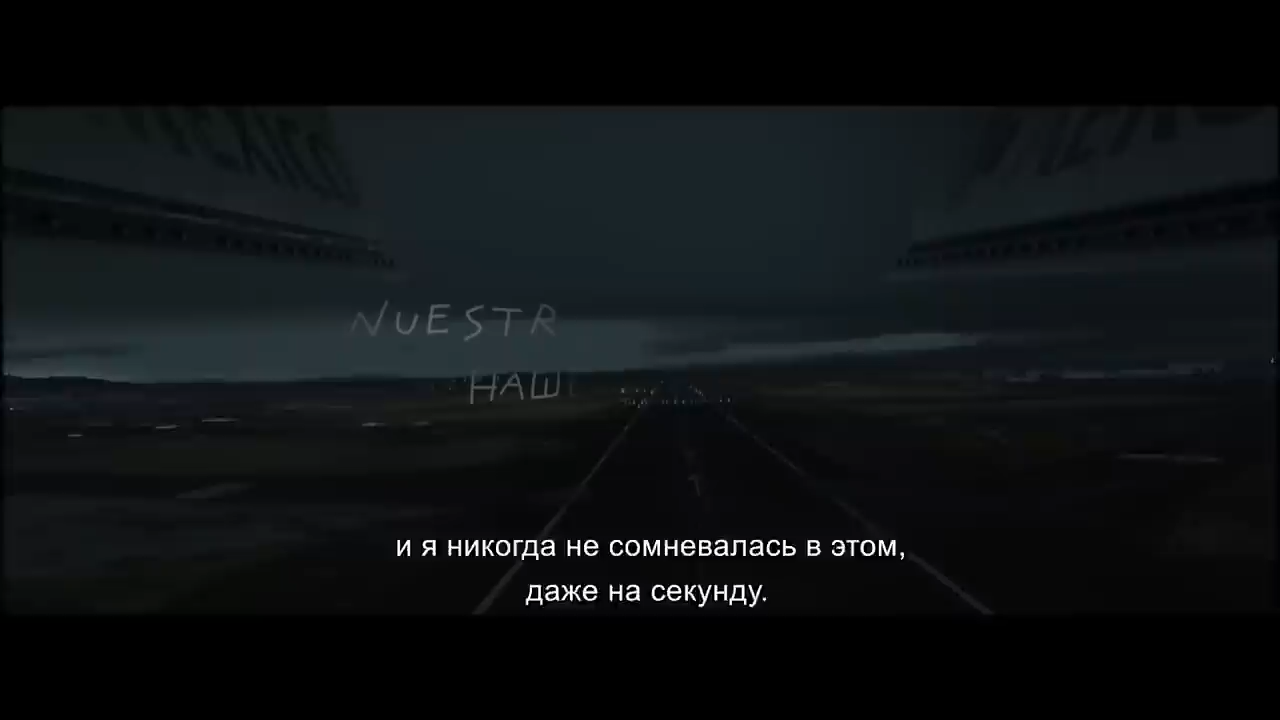 NUESTR
НАШ
и я никогда не сомневалась в этом,
даже на секунду.